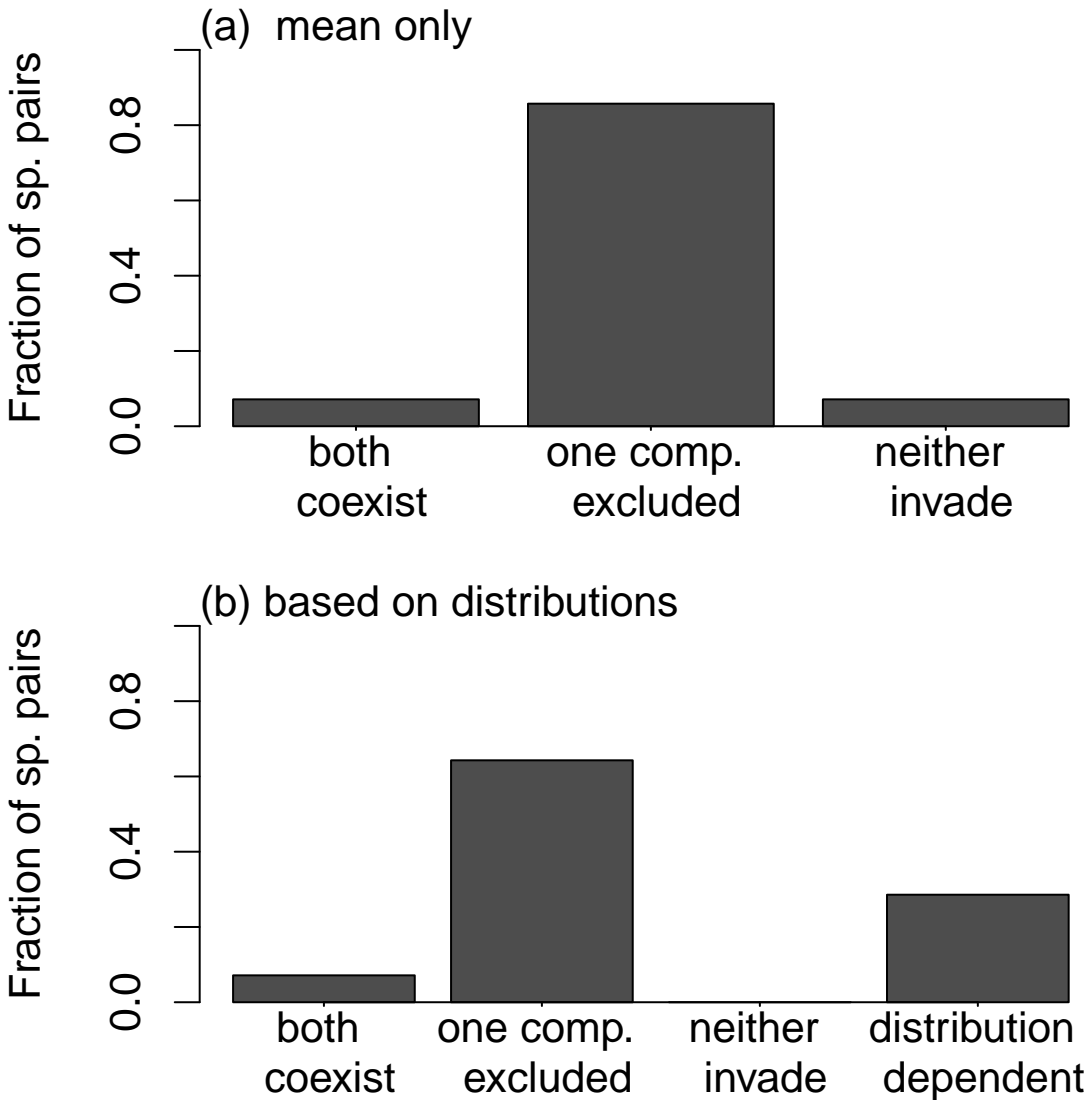 (a) mean only
Fraction of sp. pairs
0.8
0.4
0.0
both coexist
one comp. excluded
neither invade
(b) based on distributions
Fraction of sp. pairs
0.8
0.4
0.0
both coexist
one comp. excluded
neither invade
distribution dependent